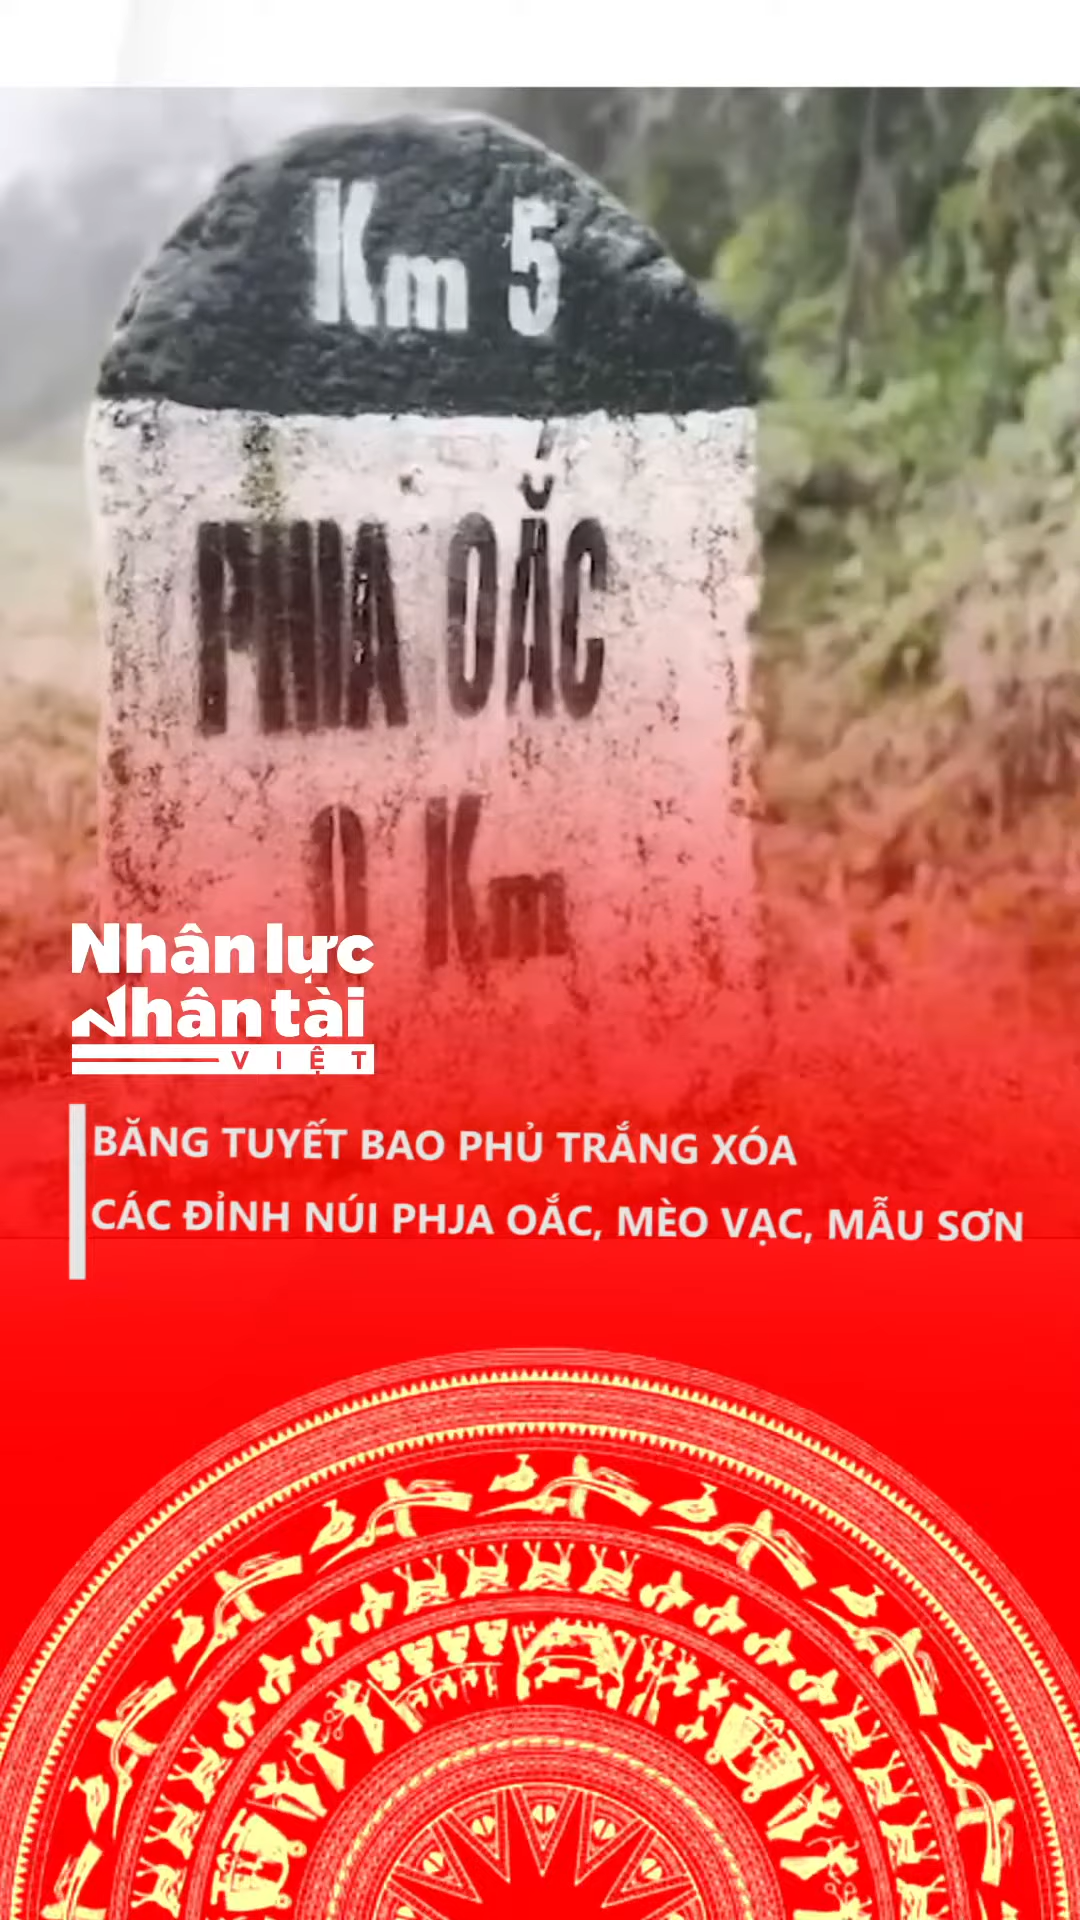 Km 5
PHIA OẮC
0 Km
Nhân lực
Nhân tài
VIỆT
BĂNG TUYẾT BAO PHỦ TRẮNG XÓA
CÁC ĐỈNH NÚI PHJA OẮC, MÈO VẠC, MẪU SƠN